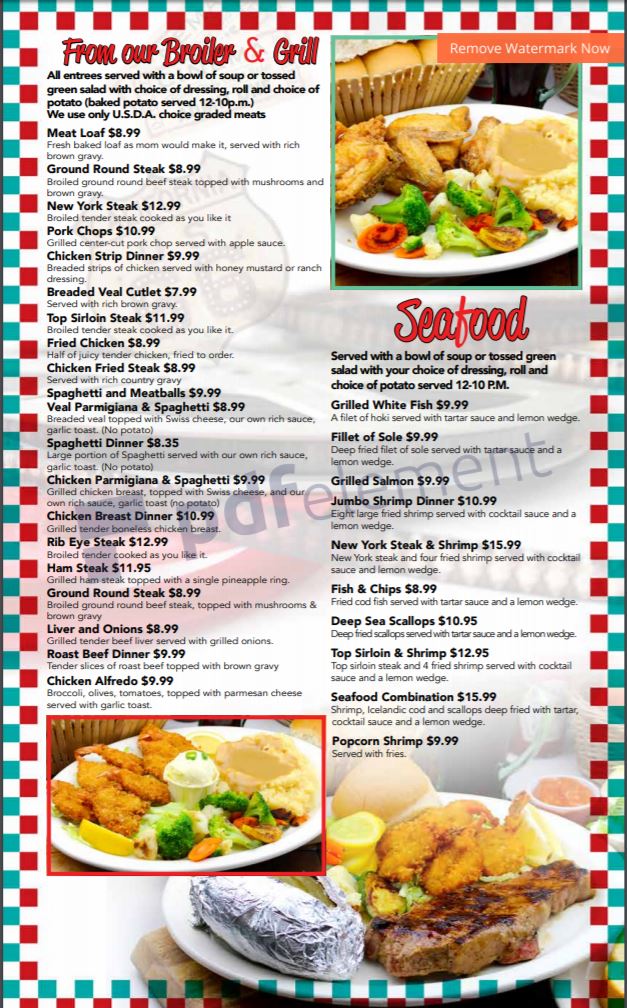 Remove Watermark Now
From our Broiler & Grill
All entrees served with a bowl of soup or tossed
green salad with choice of dressing, roll and choice of
potato (baked potato served 12-10p.m.)
We use only U.S.D.A. choice graded meats
Meat Loaf $8.99
Fresh baked loaf as mom would make it, served with rich
brown gravy.
Ground Round Steak $8.99
Broiled ground round beef steak topped with mushrooms and
brown gravy.
New York Steak $12.99
Broiled tender steak cooked as you like it
Pork Chops $10.99
Grilled center-cut pork chop served with apple sauce.
Chicken Strip Dinner $9.99
Breaded strips of chicken served with honey mustard or ranch
dressing.
Breaded Veal Cutlet $7.99
Served with rich brown gravy.
Top Sirloin Steak $11.99
Broiled tender steak cooked as you like it.
Fried Chicken $8.99
Half of juicy tender chicken, fried to order.
Chicken Fried Steak $8.99
Served with rich country gravy
Spaghetti and Meatballs $9.99
Veal Parmigiana & Spaghetti $8.99
Breaded veal topped with Swiss cheese, our own rich sauce,
garlic toast. (No potato)
Spaghetti Dinner $8.35
Large portion of Spaghetti served with our own rich sauce,
garlic toast. (No potato)
Chicken Parmigiana & Spaghetti $9.99
Grilled chicken breast, topped with Swiss cheese, and our
own rich sauce, garlic toast (no potato)
Chicken Breast Dinner $10.99
Grilled tender boneless chicken breast.
Rib Eye Steak $12.99
Broiled tender cooked as you like it.
Ham Steak $11.95
Grilled ham steak topped with a single pineapple ring.
Ground Round Steak $8.99
Broiled ground round beef steak, topped with mushrooms &
brown gravy
Liver and Onions $8.99
Grilled tender beef liver served with grilled onions.
Roast Beef Dinner $9.99
Tender slices of roast beef topped with brown gravy
Chicken Alfredo $9.99
Broccoli, olives, tomatoes, topped with parmesan cheese
served with garlic toast.
Seafood
Served with a bowl of soup or tossed green
salad with your choice of dressing, roll and
choice of potato served 12-10 P.M.
Grilled White Fish $9.99
A filet of hoki served with tartar sauce and lemon wedge.
Fillet of Sole $9.99
Deep fried filet of sole served with tartar sauce and a
lemon wedge.
Grilled Salmon $9.99
Jumbo Shrimp Dinner $10.99
Eight large fried shrimp served with cocktail sauce and a
lemon wedge.
New York Steak & Shrimp $15.99
New York steak and four fried shrimp served with cocktail
sauce and lemon wedge.
Fish & Chips $8.99
Fried cod fish served with tartar sauce and a lemon wedge.
Deep Sea Scallops $10.95
Deep fried scallops served with tartar sauce and a lemon wedge.
Top Sirloin & Shrimp $12.95
Top sirloin steak and 4 fried shrimp served with cocktail
sauce and a lemon wedge.
Seafood Combination $15.99
Shrimp, Icelandic cod and scallops deep fried with tartar,
cocktail sauce and a lemon wedge.
Popcorn Shrimp $9.99
Served with fries.
pdfelement